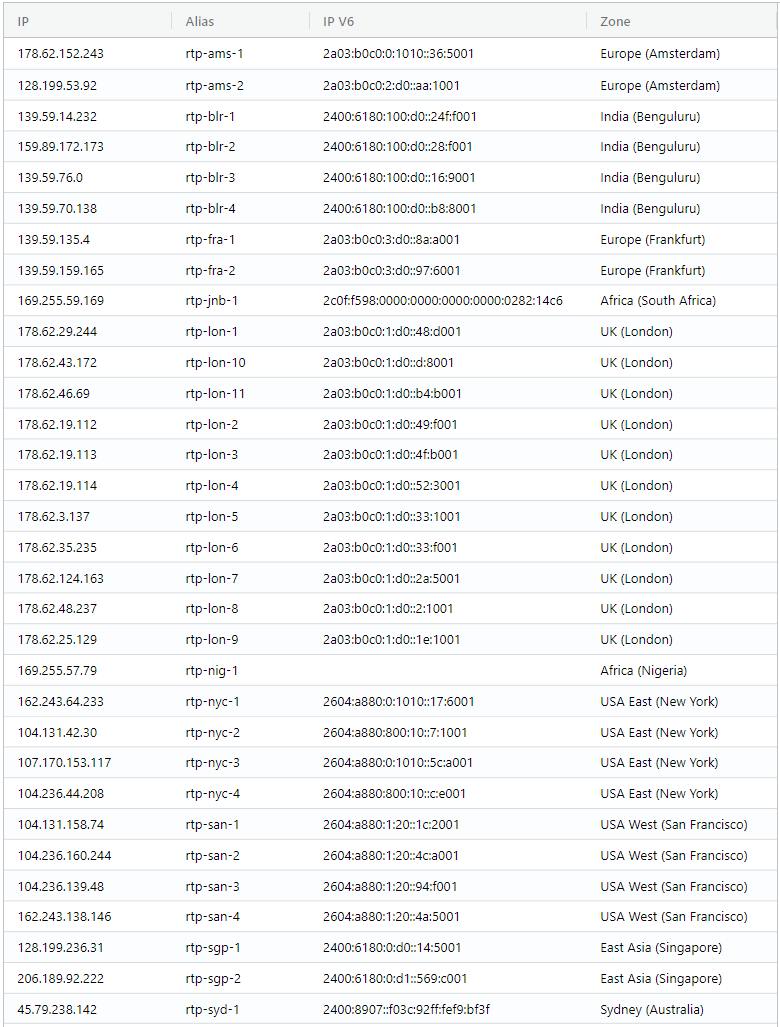 IP Alias IP V6 Zone
178.62.152.243 rtp-ams-1 2a03:b0c0:0:1010::36:5001 Europe (Amsterdam)
128.199.53.92 rtp-ams-2 2a03:b0c0:2:d0::aa:1001 Europe (Amsterdam)
139.59.14.232 rtp-blr-1 2400:6180:100:d0::24f:f001 India (Benguluru)
159.89.172.173 rtp-blr-2 2400:6180:100:d0::28:f001 India (Benguluru)
139.59.76.0 rtp-blr-3 2400:6180:100:d0::16:9001 India (Benguluru)
139.59.70.138 rtp-blr-4 2400:6180:100:d0::b8:8001 India (Benguluru)
139.59.135.4 rtp-fra-1 2a03:b0c0:3:d0::8a:a001 Europe (Frankfurt)
139.59.159.165 rtp-fra-2 2a03:b0c0:3:d0::97:6001 Europe (Frankfurt)
169.255.59.169 rtp-jnb-1 2c0f:f598:0000:0000:0000:0000:0282:14c6 Africa (South Africa)
178.62.29.244 rtp-lon-1 2a03:b0c0:1:d0::48:d001 UK (London)
178.62.43.172 rtp-lon-10 2a03:b0c0:1:d0::d:8001 UK (London)
178.62.46.69 rtp-lon-11 2a03:b0c0:1:d0::b4:b001 UK (London)
178.62.19.112 rtp-lon-2 2a03:b0c0:1:d0::49:f001 UK (London)
178.62.19.113 rtp-lon-3 2a03:b0c0:1:d0::4f:b001 UK (London)
178.62.19.114 rtp-lon-4 2a03:b0c0:1:d0::52:3001 UK (London)
178.62.3.137 rtp-lon-5 2a03:b0c0:1:d0::33:1001 UK (London)
178.62.35.235 rtp-lon-6 2a03:b0c0:1:d0::33:f001 UK (London)
178.62.124.163 rtp-lon-7 2a03:b0c0:1:d0::2a:5001 UK (London)
178.62.48.237 rtp-lon-8 2a03:b0c0:1:d0::2:1001 UK (London)
178.62.25.129 rtp-lon-9 2a03:b0c0:1:d0::1e:1001 UK (London)
169.255.57.79 rtp-nig-1 Africa (Nigeria)
162.243.64.233 rtp-nyc-1 2604:a880:0:1010::17:6001 USA East (New York)
104.131.42.30 rtp-nyc-2 2604:a880:800:10::7:1001 USA East (New York)
107.170.153.117 rtp-nyc-3 2604:a880:0:1010::5c:a001 USA East (New York)
104.236.44.208 rtp-nyc-4 2604:a880:800:10::c:e001 USA East (New York)
104.131.158.74 rtp-san-1 2604:a880:1:20::1c:2001 USA West (San Francisco)
104.236.160.244 rtp-san-2 2604:a880:1:20::4c:a001 USA West (San Francisco)
104.236.139.48 rtp-san-3 2604:a880:1:20::94:f001 USA West (San Francisco)
162.243.138.146 rtp-san-4 2604:a880:1:20::4a:5001 USA West (San Francisco)
128.199.236.31 rtp-sgp-1 2400:6180:0:d0::14:5001 East Asia (Singapore)
206.189.92.222 rtp-sgp-2 2400:6180:0:d1::569:c001 East Asia (Singapore)
45.79.238.142 rtp-syd-1 2400:8907::f03c:92ff:fef9:bf3f Sydney (Australia)